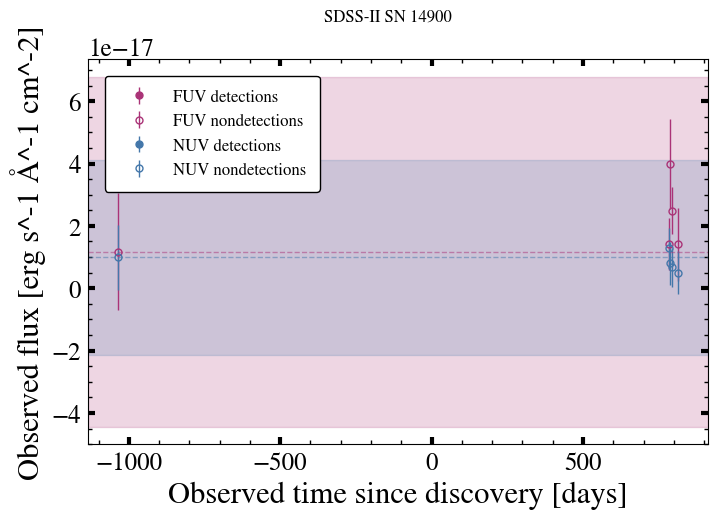 SDSS-II SN 14900
1e−17
FUV detections
FUV nondetections
NUV detections
NUV nondetections
6
4
2
0
−2
−4
Observed flux [erg s^-1 Å^-1 cm^-2]
−1000
−500
0
500
Observed time since discovery [days]